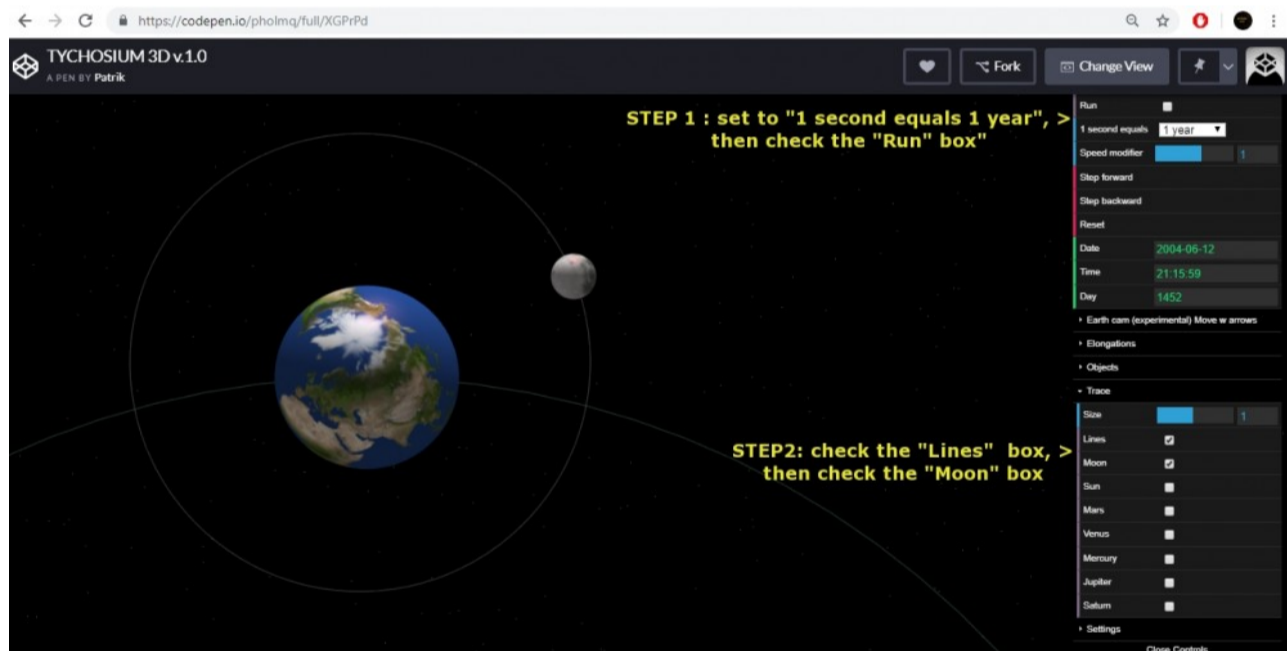 https://codepen.io/pholmq/full/XGPrPd
TYCHOSIUM 3D v.1.0
A PEN BY Patrik
Fork
Change View
STEP 1 : set to "1 second equals 1 year", >
then check the "Run" box"
Run
1 second equals 1 year
Speed modifier 1
Step forward
Step backward
Reset
Date 2004-06-12
Time 21:15:59
Day 1452
Earth cam (experimental) Move w arrows
Elongations
Objects
Trace
Size 1
STEP2: check the "Lines" box, >
then check the "Moon" box
Lines
Moon
Sun
Mars
Venus
Mercury
Jupiter
Saturn
Settings
Close Controls